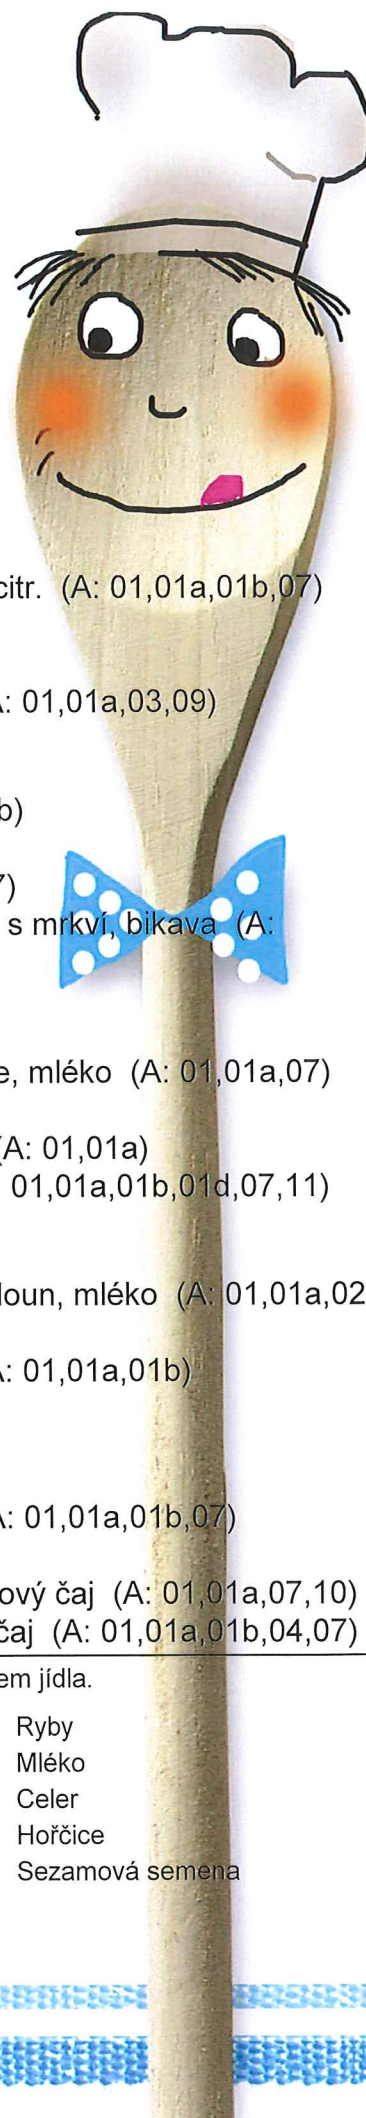 citr. (A: 01,01a,01b,07)
A: 01,01a,03,09)
b)
7)
s mrkví, bikava (A:
e, mléko (A: 01,01a,07)
(A: 01,01a)
01,01a,01b,01d,07,11)
loun, mléko (A: 01,01a,02
A: 01,01a,01b)
A: 01,01a,01b,07)
ový čaj (A: 01,01a,07,10)
čaj (A: 01,01a,01b,04,07)
em jídla.
Ryby
Mléko
Celer
Hořčice
Sezamová semena